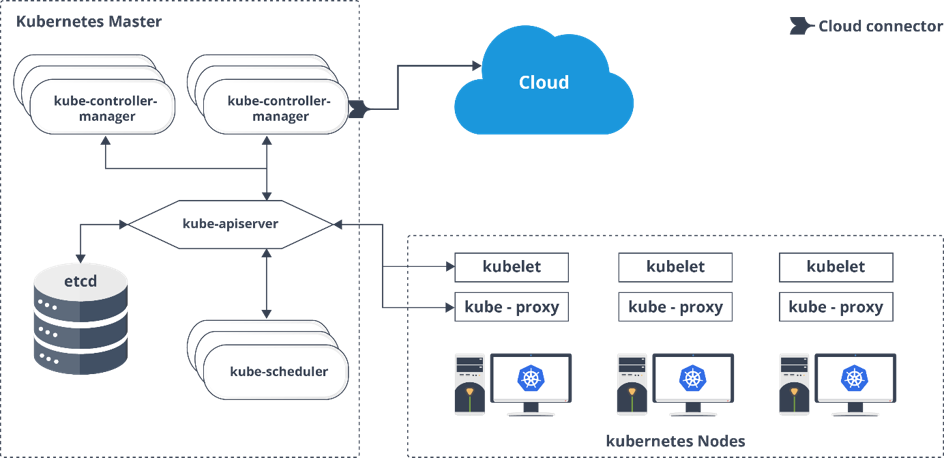 Kubernetes Master
Cloud connector
kube-controller-
manager
kube-controller-
manager
Cloud
kube-apiserver
etcd
kube-scheduler
kubelet
kubelet
kubelet
kube - proxy
kube - proxy
kube - proxy
kubernetes Nodes